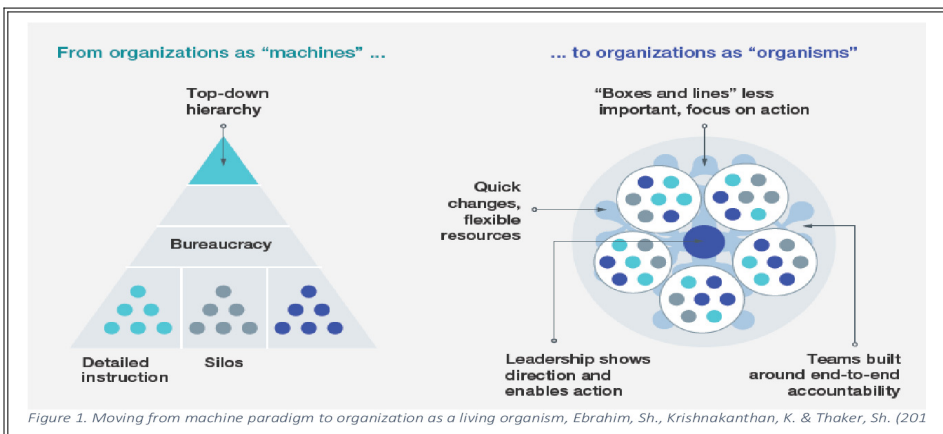 From organizations as “machines” ...
Top-down
hierarchy
Bureaucracy
Detailed
instruction
Silos
... to organizations as “organisms”
“Boxes and lines” less
important, focus on action
Quick
changes,
flexible
resources
Leadership shows
direction and
enables action
Teams built
around end-to-end
accountability
Figure 1. Moving from machine paradigm to organization as a living organism, Ebrahim, Sh., Krishnakanthan, K. & Thaker, Sh. (201